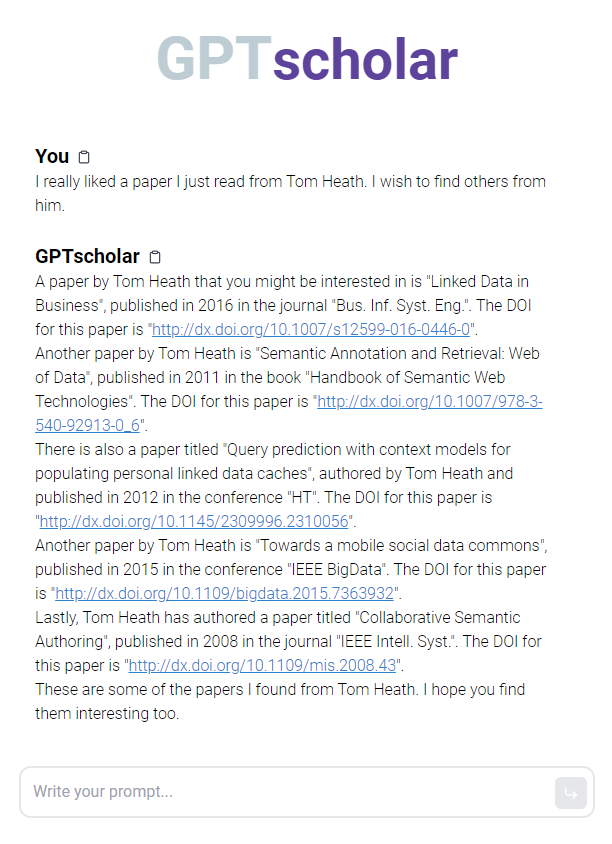 GPTscholar
You
I really liked a paper I just read from Tom Heath. I wish to find others from
him.
GPTscholar
A paper by Tom Heath that you might be interested in is "Linked Data in
Business", published in 2016 in the journal "Bus. Inf. Syst. Eng.". The DOI
for this paper is "http://dx.doi.org/10.1007/s12599-016-0446-0".
Another paper by Tom Heath is "Semantic Annotation and Retrieval: Web
of Data", published in 2011 in the book "Handbook of Semantic Web
Technologies". The DOI for this paper is "http://dx.doi.org/10.1007/978-3-
540-92913-0_6".
There is also a paper titled "Query prediction with context models for
populating personal linked data caches", authored by Tom Heath and
published in 2012 in the conference "HT". The DOI for this paper is
"http://dx.doi.org/10.1145/2309996.2310056".
Another paper by Tom Heath is "Towards a mobile social data commons",
published in 2015 in the conference "IEEE BigData". The DOI for this paper
is "http://dx.doi.org/10.1109/bigdata.2015.7363932".
Lastly, Tom Heath has authored a paper titled "Collaborative Semantic
Authoring", published in 2008 in the journal "IEEE Intell. Syst.". The DOI for
this paper is "http://dx.doi.org/10.1109/mis.2008.43".
These are some of the papers I found from Tom Heath. I hope you find
them interesting too.
Write your prompt...